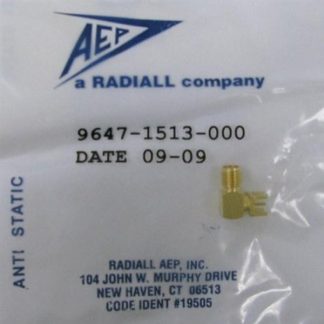 AEP
a RADIALL company
9647-1513-000
DATE 09-09
ANTI STATIC
RADIALL AEP, INC.
104 JOHN W. MURPHY DRIVE
NEW HAVEN, CT 06513
CODE IDENT #19505